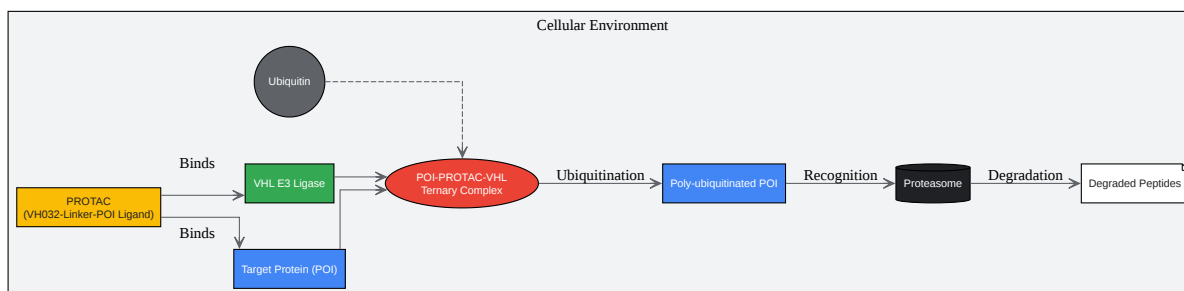 Cellular Environment
Ubiquitin
Binds
VHL E3 Ligase
POI-PROTAC-VHL
Ternary Complex
Ubiquitination
Poly-ubiquitinated POI
Recognition
Proteasome
Degradation
Degraded Peptides
PROTAC
(VH032-Linker-POI Ligand)
Binds
Target Protein (POI)